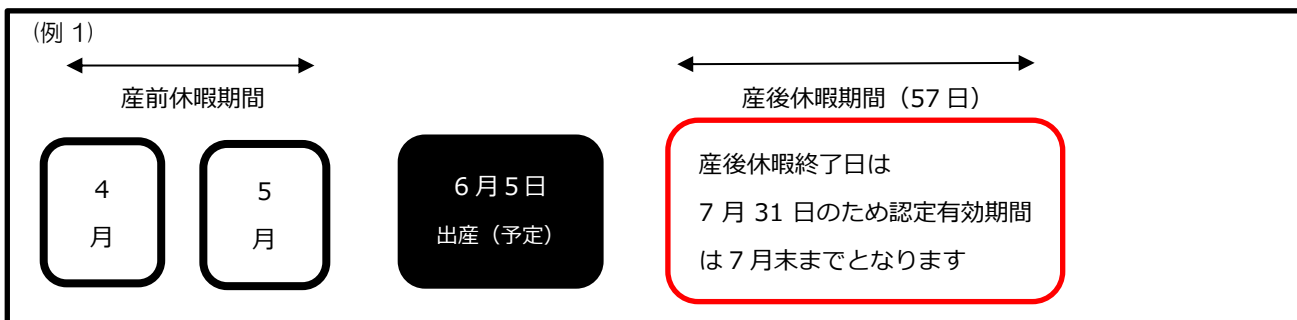 (例 1)
産前休暇期間
産後休暇期間（57 日）
4
月
5
月
6月5日
出産（予定）
産後休暇終了日は
7 月 31 日のため認定有効期間
は 7 月末までとなります